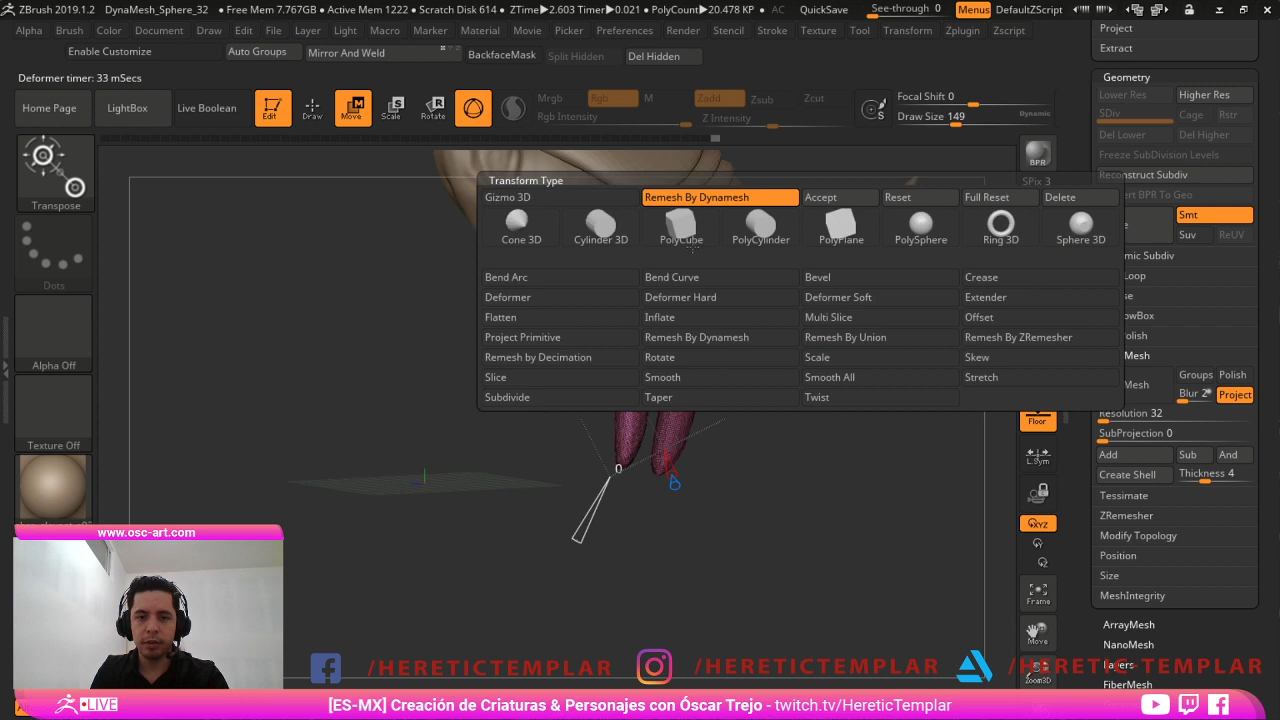 ZBrush 2019.1.2 DynaMesh_Sphere_32 • Free Mem 7.767GB • Active Mem 1222 • Scratch Disk 614 • ZTime▸2.603 Timer▸0.021 • PolyCount▸20.478 KP • AC QuickSave See-through 0 Menus DefaultZScript
Alpha Brush Color Document Draw Edit File Layer Light Macro Marker Material Movie Picker Preferences Render Stencil Stroke Texture Tool Transform Zplugin Zscript
Enable Customize Auto Groups Mirror And Weld BackfaceMask Split Hidden Del Hidden
Deformer timer: 33 mSecs
Home Page LightBox Live Boolean Edit Draw Move Scale Rotate
Mrgb Rgb M Zadd Zsub Zcut
Rgb Intensity Z Intensity
Focal Shift 0
Draw Size 149 Dynamic
Transpose
Dots
Alpha Off
Texture Off
BPR
SPix 3
Transform Type
Gizmo 3D Remesh By Dynamesh Accept Reset Full Reset Delete
Cone 3D Cylinder 3D PolyCube PolyCylinder PolyPlane PolySphere Ring 3D Sphere 3D
Bend Arc Bend Curve Bevel Crease
Deformer Deformer Hard Deformer Soft Extender
Flatten Inflate Multi Slice Offset
Project Primitive Remesh By Dynamesh Remesh By Union Remesh By ZRemesher
Remesh by Decimation Rotate Scale Skew
Slice Smooth Smooth All Stretch
Subdivide Taper Twist
Floor
L.Sym
XYZ
Frame
Move
Zoom3D
Project
Extract
Geometry
Lower Res Higher Res
SDiv Cage Rstr
Del Lower Del Higher
Freeze SubDivision Levels
Reconstruct Subdiv
Smt
Suv ReUV
Groups Polish
Blur 2 Project
Resolution 32
SubProjection 0
Add Sub And
Create Shell Thickness 4
Tessimate
ZRemesher
Modify Topology
Position
Size
MeshIntegrity
ArrayMesh
NanoMesh
Layers
FiberMesh
www.osc-art.com
/HERETICTEMPLAR /HERETICTEMPLAR /HERETIC-TEMPLAR
LIVE [ES-MX] Creación de Criaturas & Personajes con Óscar Trejo - twitch.tv/HereticTemplar